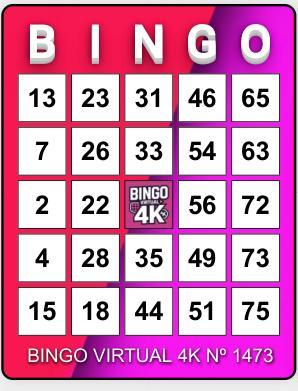 B I N G O
13 23 31 46 65
7 26 33 54 63
2 22 BINGO VIRTUAL 4K 56 72
4 28 35 49 73
15 18 44 51 75
BINGO VIRTUAL 4K Nº 1473